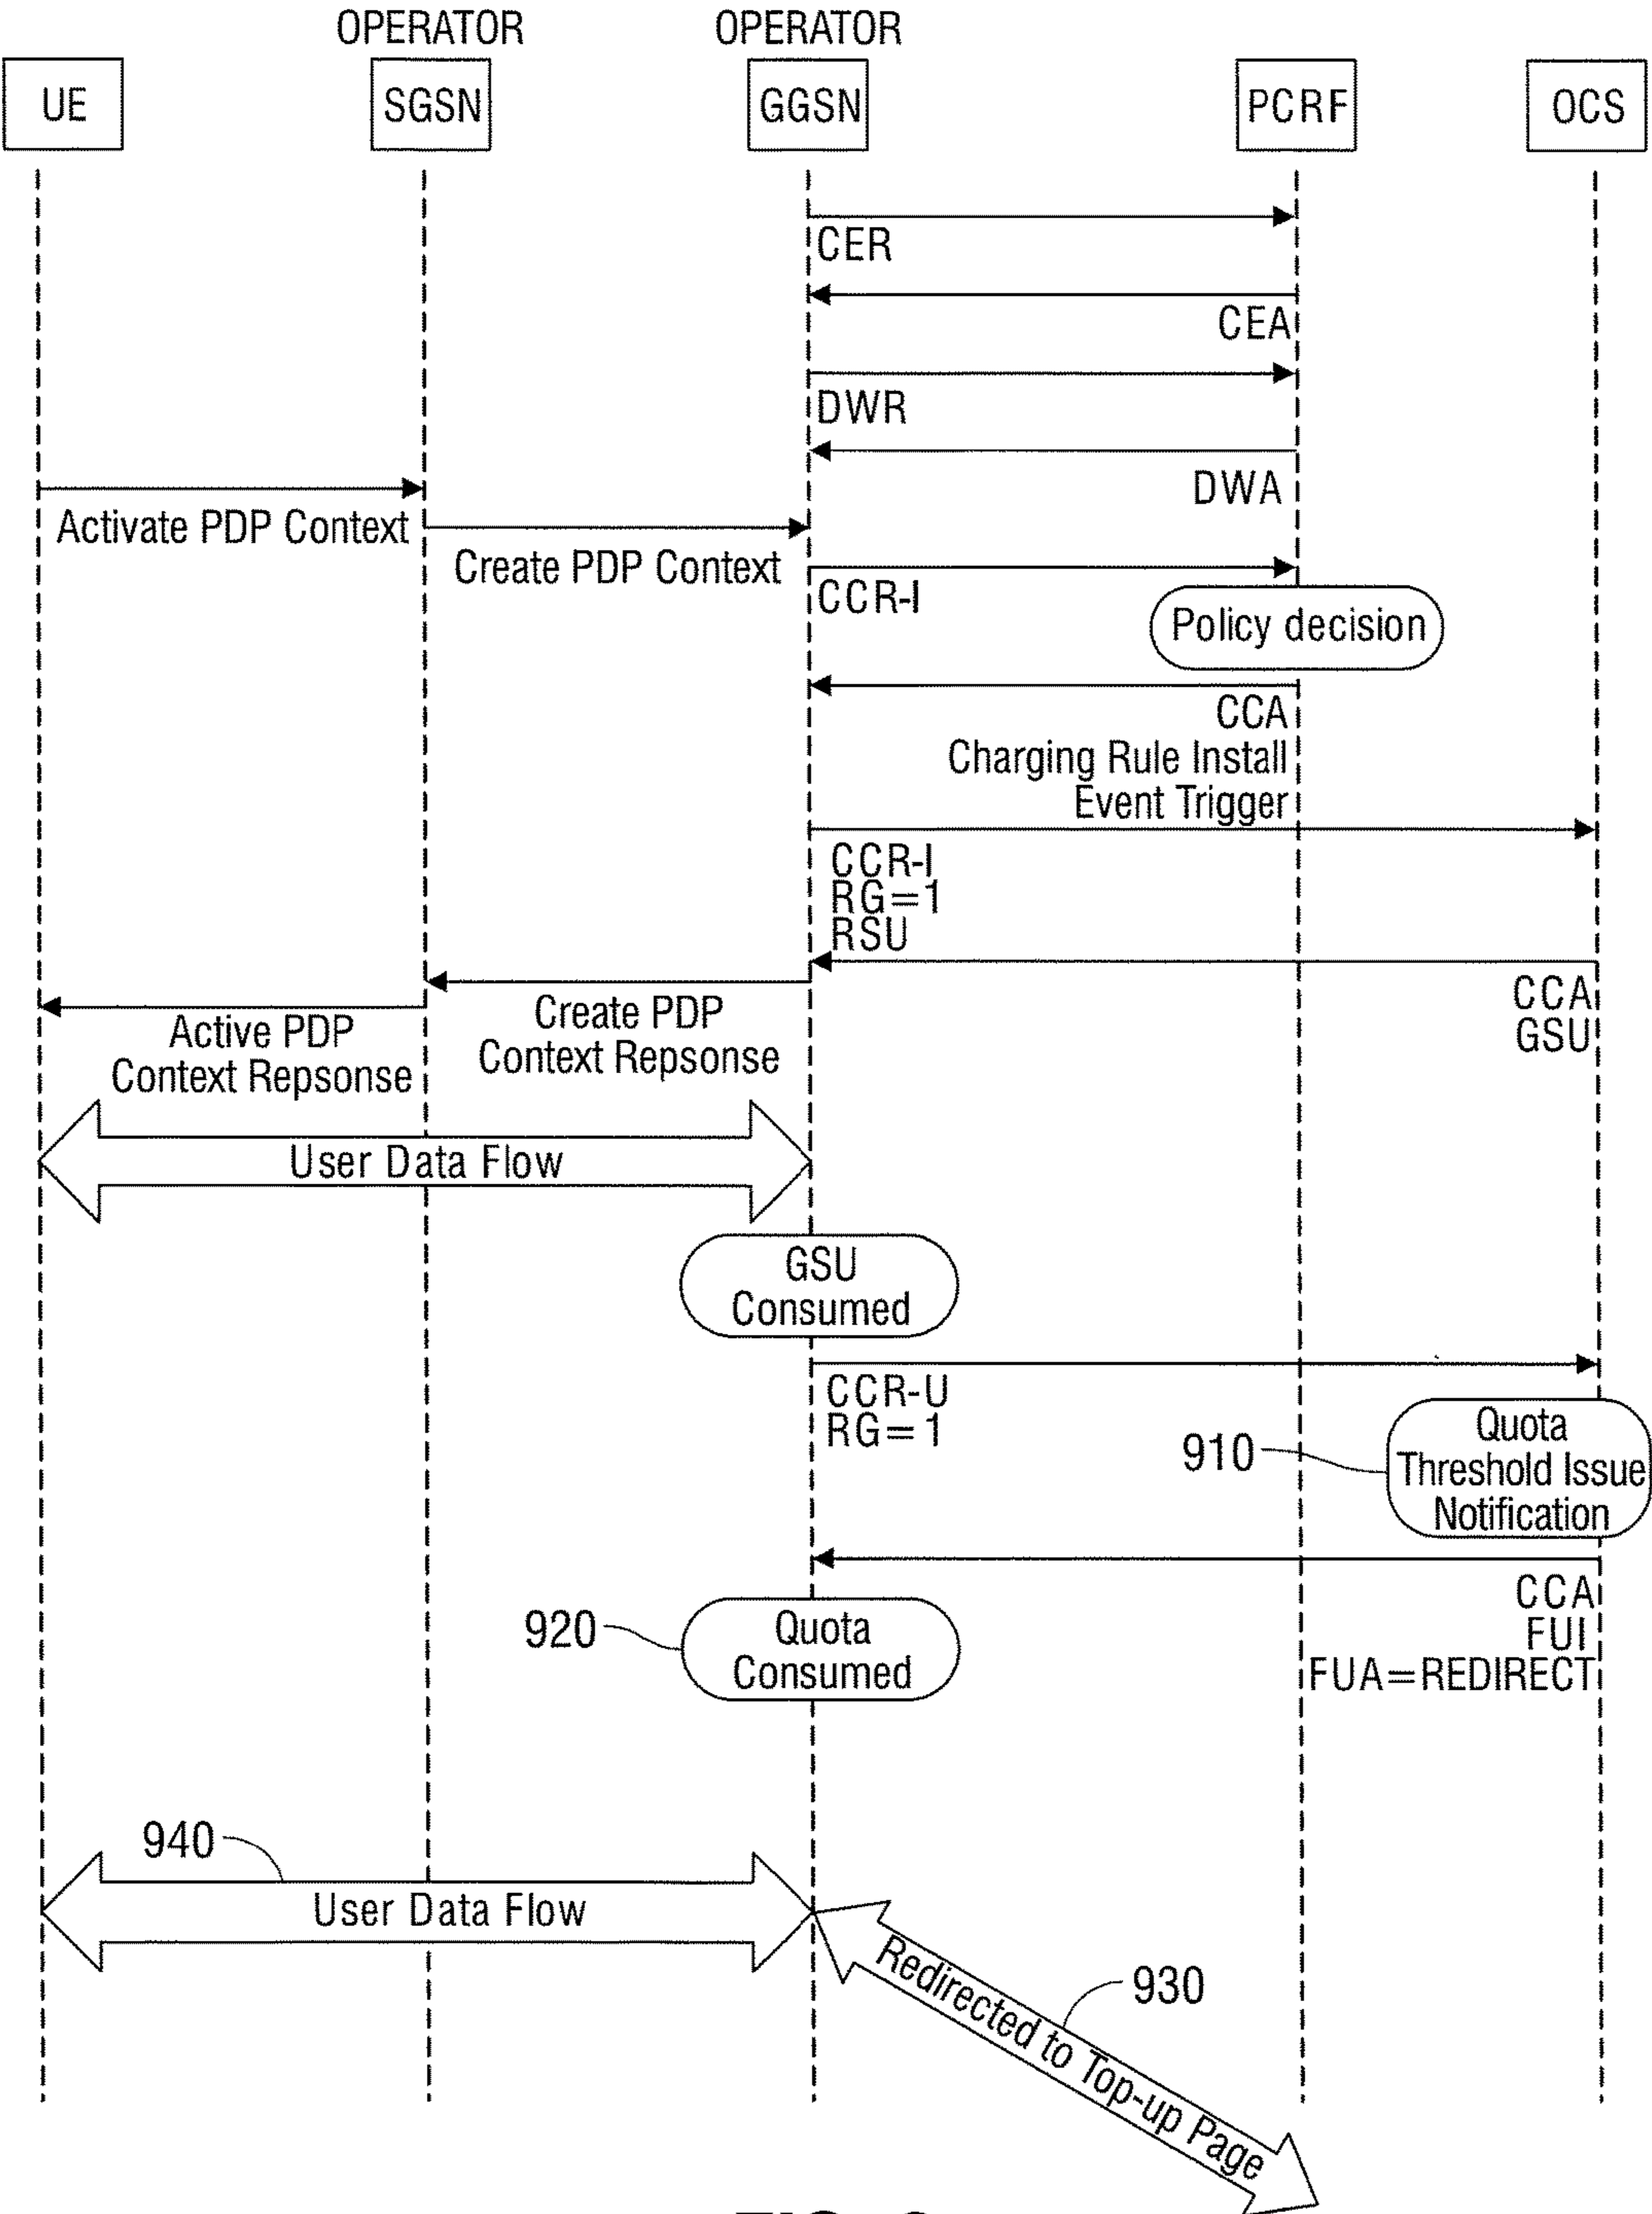 OPERATOR
OPERATOR
UE
SGSN
GGSN
PCRF
OCS
CER
CEA
DWR
DWA
Activate PDP Context
Create PDP Context
CCR-I
Policy decision
CCA
Charging Rule Install
Event Trigger
CCR-I
RG=1
RSU
CCA
GSU
Create PDP
Context Repsonse
Active PDP
Context Repsonse
User Data Flow
GSU
Consumed
CCR-U
RG=1
910
Quota
Threshold Issue
Notification
CCA
FUI
FUA=REDIRECT
920
Quota
Consumed
940
User Data Flow
930
Redirected to Top-up Page